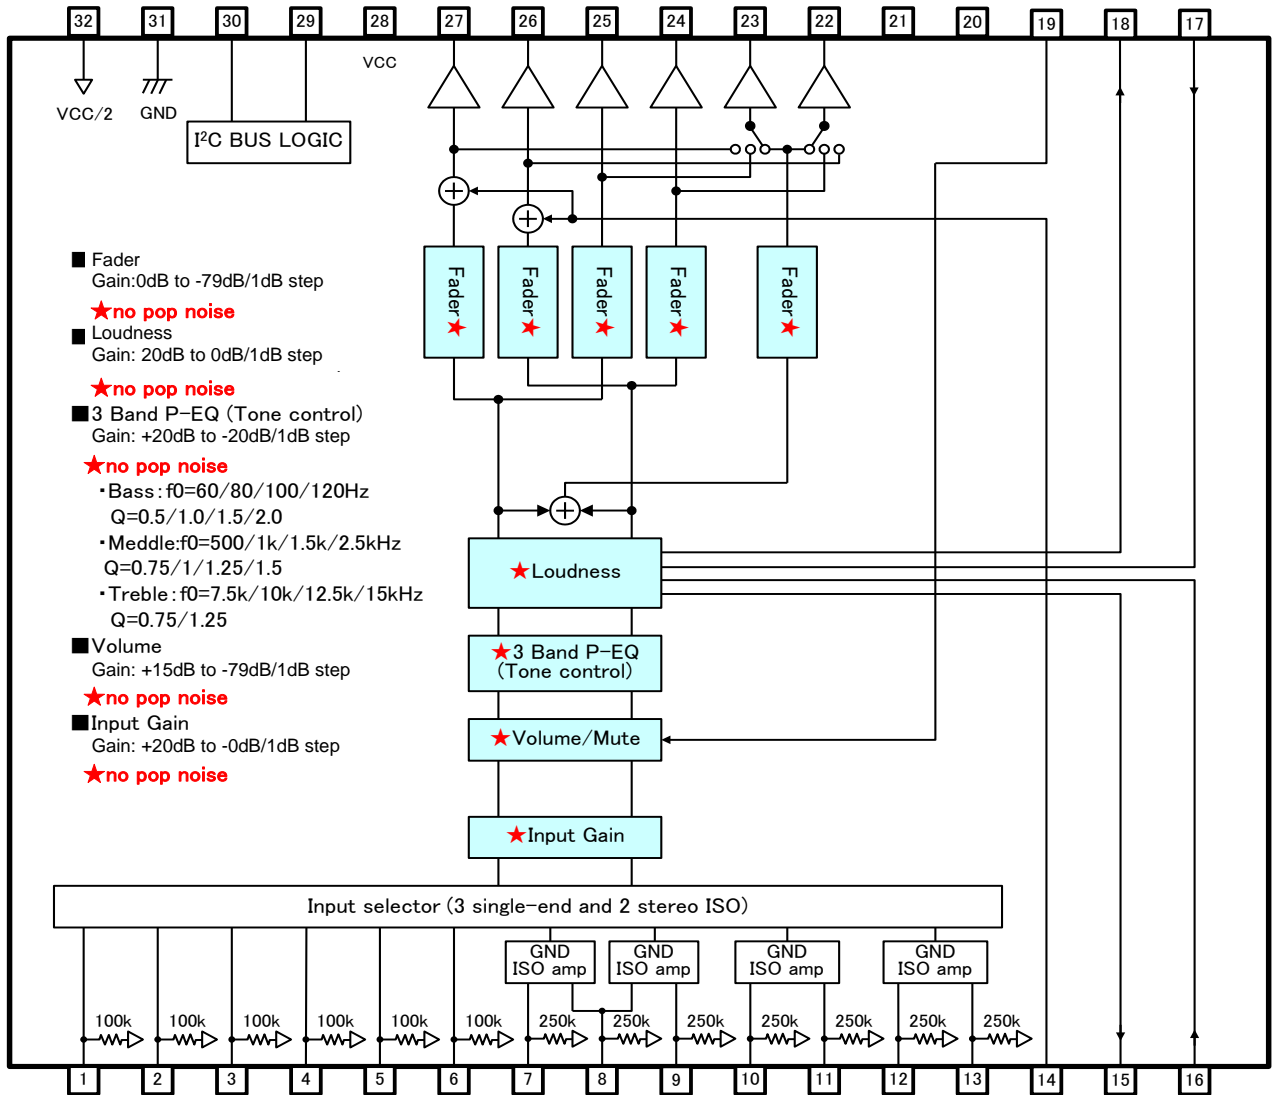 32 31 30 29 28 27 26 25 24 23 22 21 20 19 18 17
VCC
VCC/2 GND
I²C BUS LOGIC
■ Fader
Gain:0dB to -79dB/1dB step
★no pop noise
■ Loudness
Gain: 20dB to 0dB/1dB step
★no pop noise
■3 Band P-EQ (Tone control)
Gain: +20dB to -20dB/1dB step
★no pop noise
・Bass:f0=60/80/100/120Hz
Q=0.5/1.0/1.5/2.0
・Meddle:f0=500/1k/1.5k/2.5kHz
Q=0.75/1/1.25/1.5
・Treble:f0=7.5k/10k/12.5k/15kHz
Q=0.75/1.25
■Volume
Gain: +15dB to -79dB/1dB step
★no pop noise
■Input Gain
Gain: +20dB to -0dB/1dB step
★no pop noise
Fader★
Fader★
Fader★
Fader★
Fader★
★Loudness
★3 Band P-EQ
(Tone control)
★Volume/Mute
★Input Gain
Input selector (3 single-end and 2 stereo ISO)
GND
ISO amp
GND
ISO amp
GND
ISO amp
GND
ISO amp
100k 100k 100k 100k 100k 100k 250k 250k 250k 250k 250k 250k 250k
1 2 3 4 5 6 7 8 9 10 11 12 13 14 15 16